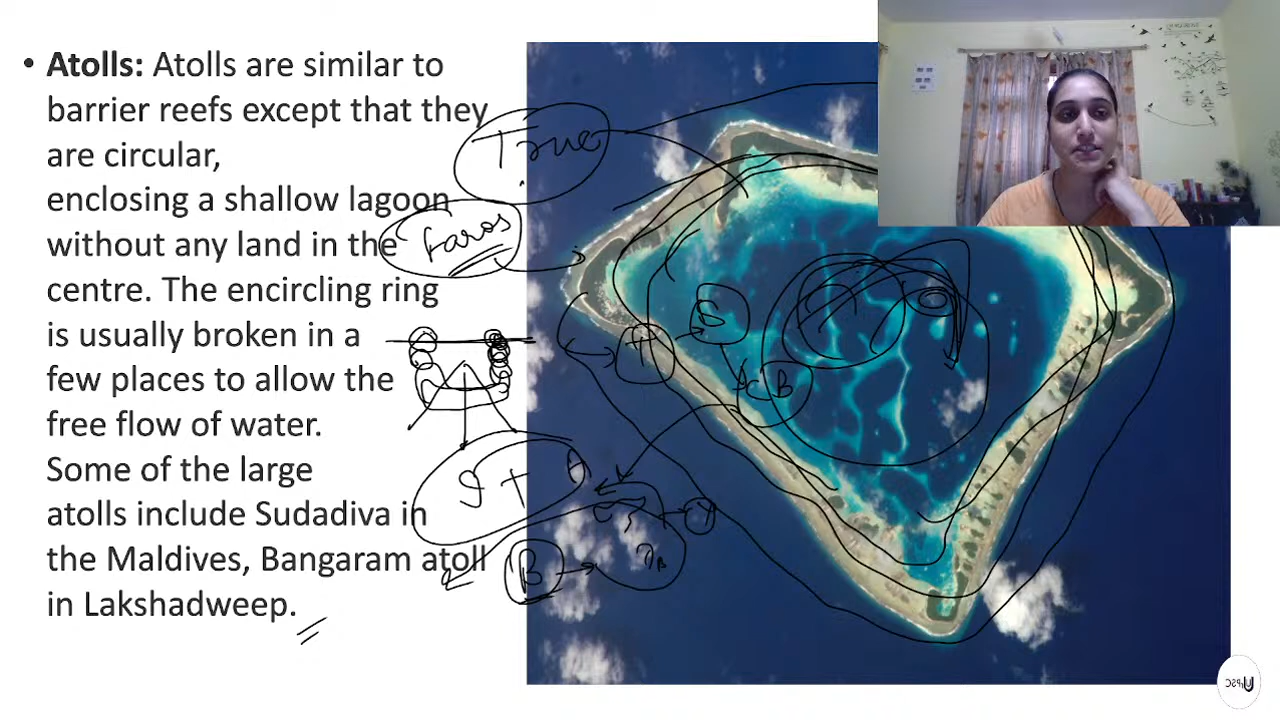 • Atolls: Atolls are similar to
barrier reefs except that they
are circular,
enclosing a shallow lagoon
without any land in the
centre. The encircling ring
is usually broken in a
few places to allow the
free flow of water.
Some of the large
atolls include Sudadiva in
the Maldives, Bangaram atoll
in Lakshadweep.
True
Faros
B